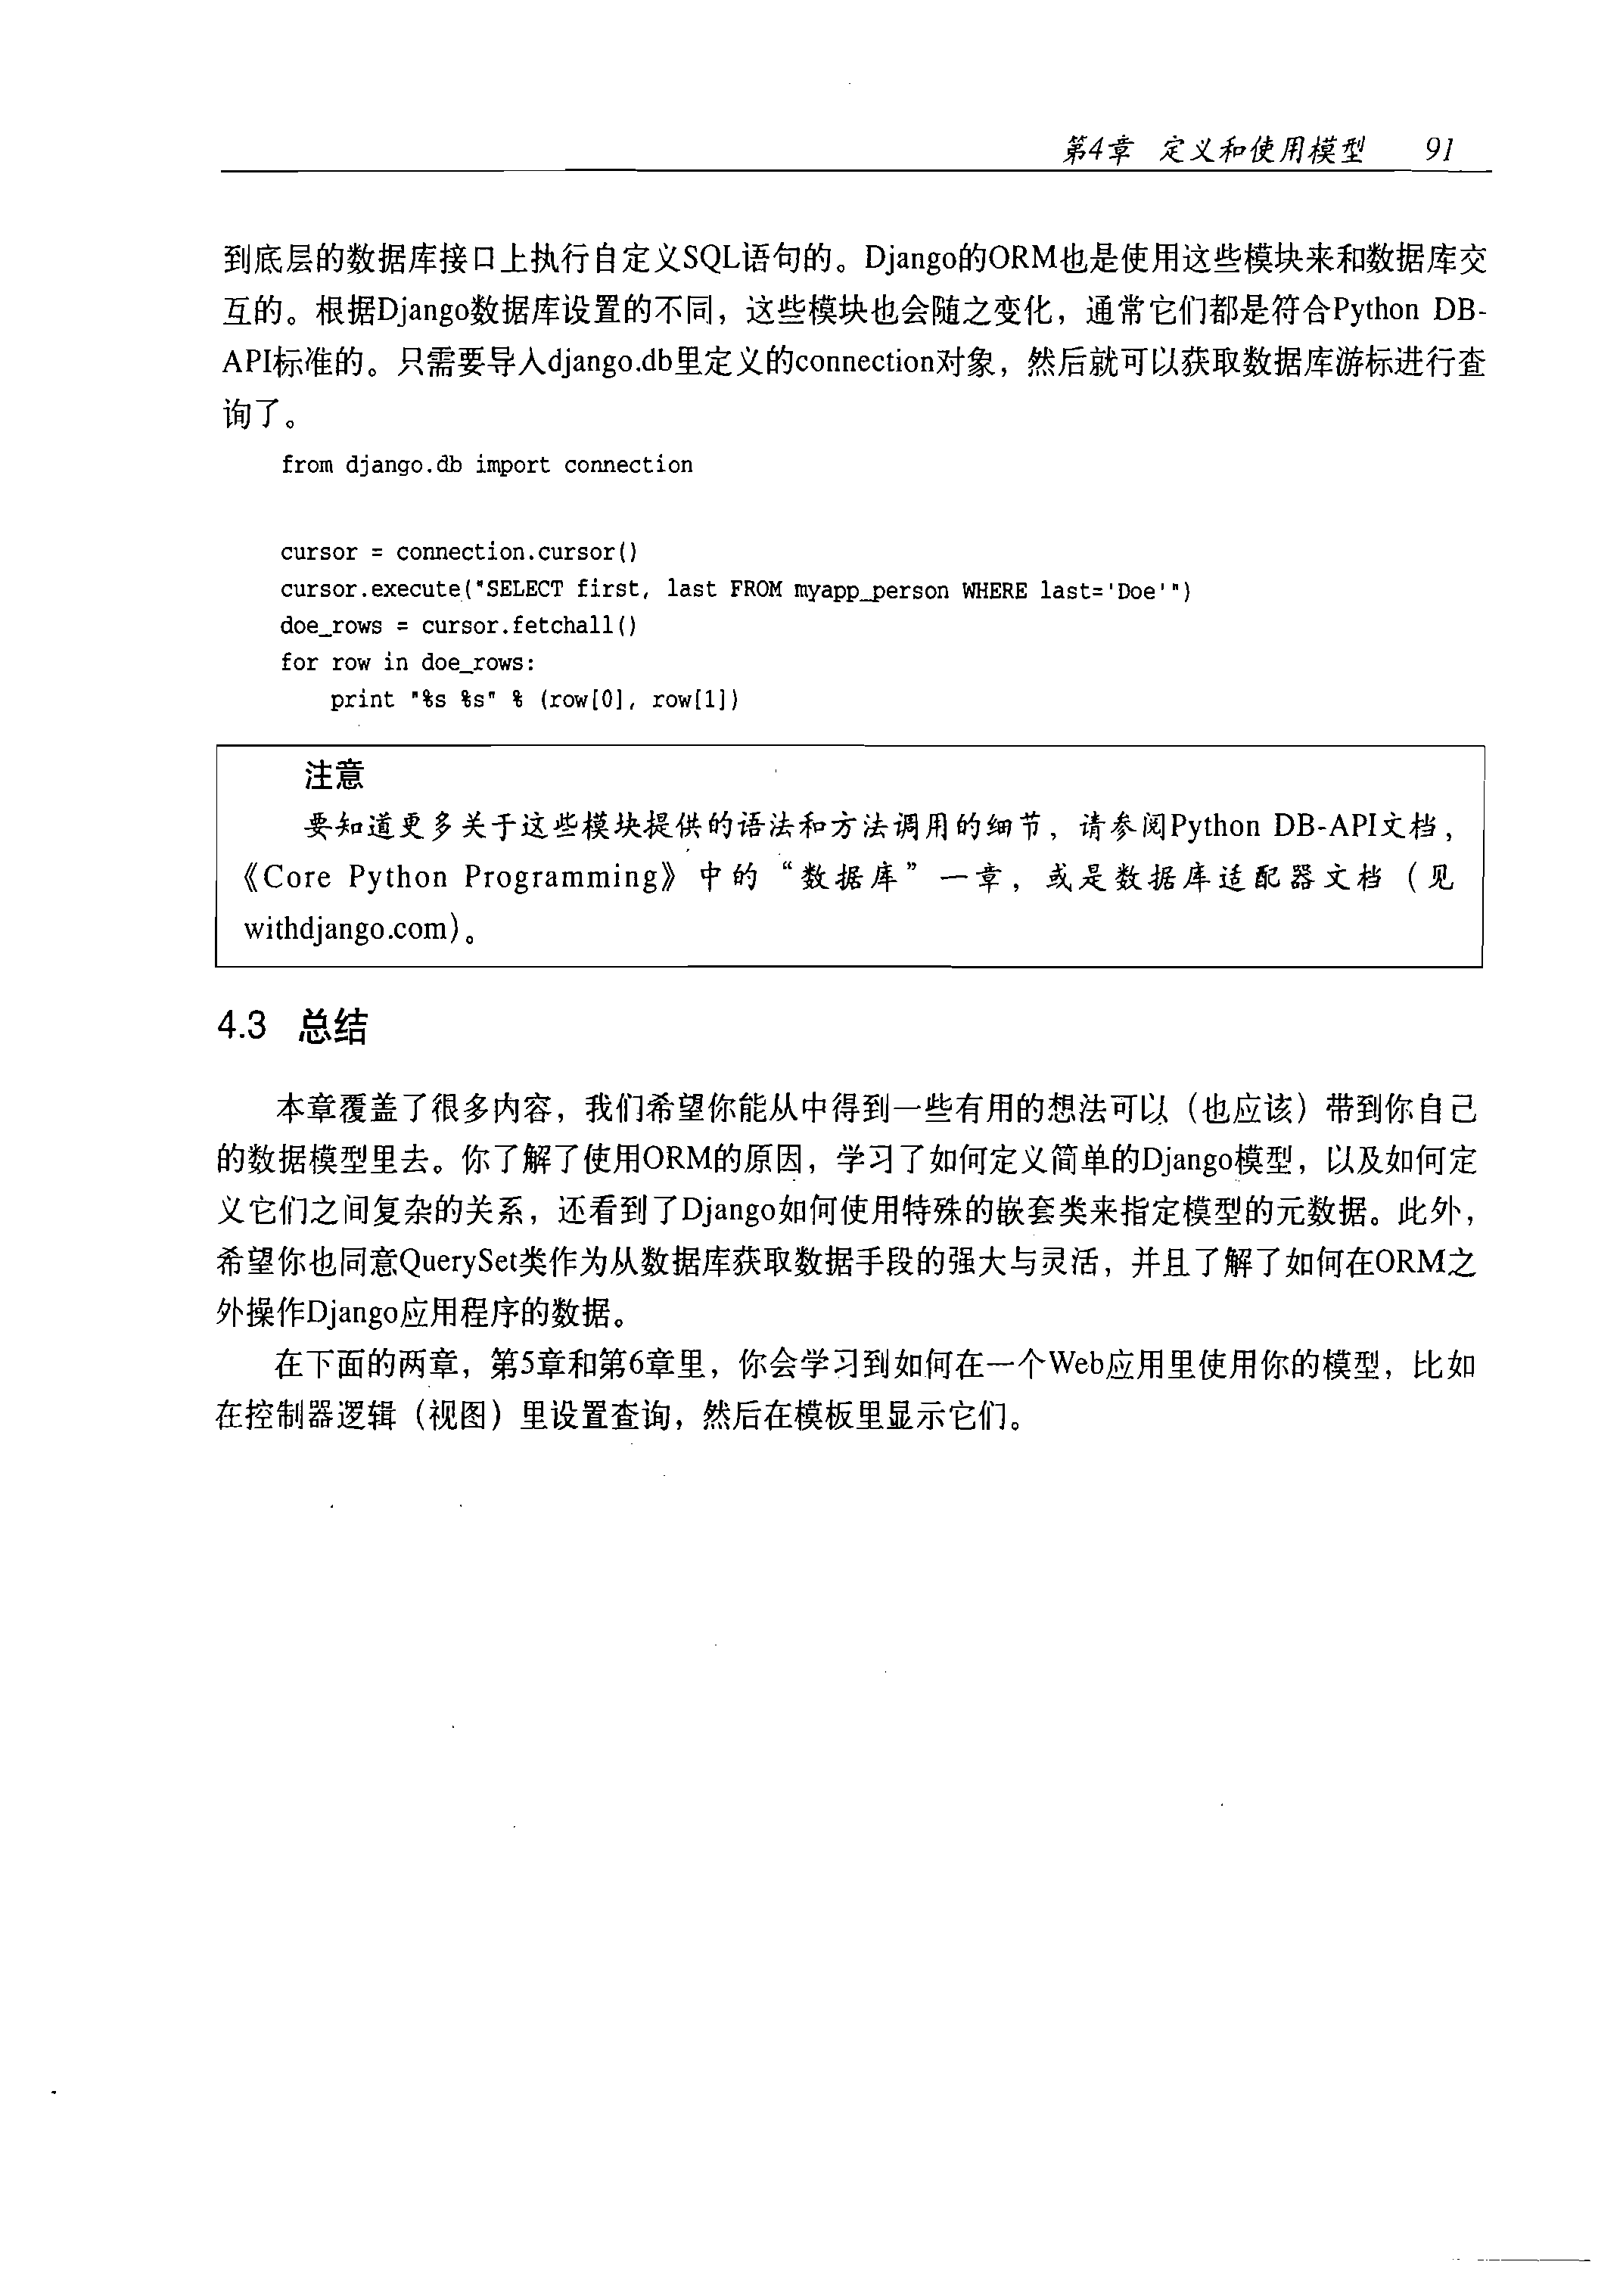 第4章 定义和使用模型 91
到底层的数据库接口上执行自定义SQL语句的。Django的ORM也是使用这些模块来和数据库交
互的。根据Django数据库设置的不同，这些模块也会随之变化，通常它们都是符合Python DB-
API标准的。只需要导入django.db里定义的connection对象，然后就可以获取数据库游标进行查
询了。
from django.db import connection
cursor = connection.cursor()
cursor.execute("SELECT first, last FROM myapp_person WHERE last='Doe'")
doe_rows = cursor.fetchall()
for row in doe_rows:
    print "%s %s" % (row[0], row[1])
注意
要知道更多关于这些模块提供的语法和方法调用的细节，请参阅Python DB-API文档，
《Core Python Programming》中的“数据库”一章，或是数据库适配器文档（见
withdjango.com）。
4.3 总结
本章覆盖了很多内容，我们希望你能从中得到一些有用的想法可以（也应该）带到你自己
的数据模型里去。你了解了使用ORM的原因，学习了如何定义简单的Django模型，以及如何定
义它们之间复杂的关系，还看到了Django如何使用特殊的嵌套类来指定模型的元数据。此外，
希望你也同意QuerySet类作为从数据库获取数据手段的强大与灵活，并且了解了如何在ORM之
外操作Django应用程序的数据。
在下面的两章，第5章和第6章里，你会学习到如何在一个Web应用里使用你的模型，比如
在控制器逻辑（视图）里设置查询，然后在模板里显示它们。